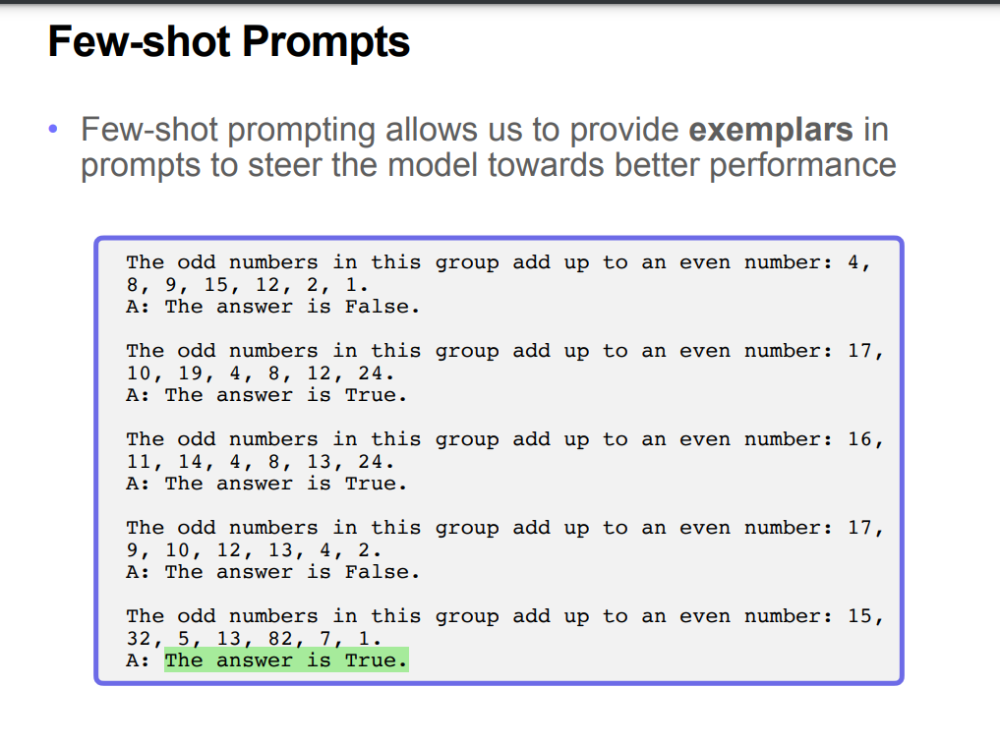 Few-shot Prompts
• Few-shot prompting allows us to provide exemplars in
prompts to steer the model towards better performance
The odd numbers in this group add up to an even number: 4,
8, 9, 15, 12, 2, 1.
A: The answer is False.
The odd numbers in this group add up to an even number: 17,
10, 19, 4, 8, 12, 24.
A: The answer is True.
The odd numbers in this group add up to an even number: 16,
11, 14, 4, 8, 13, 24.
A: The answer is True.
The odd numbers in this group add up to an even number: 17,
9, 10, 12, 13, 4, 2.
A: The answer is False.
The odd numbers in this group add up to an even number: 15,
32, 5, 13, 82, 7, 1.
A: The answer is True.